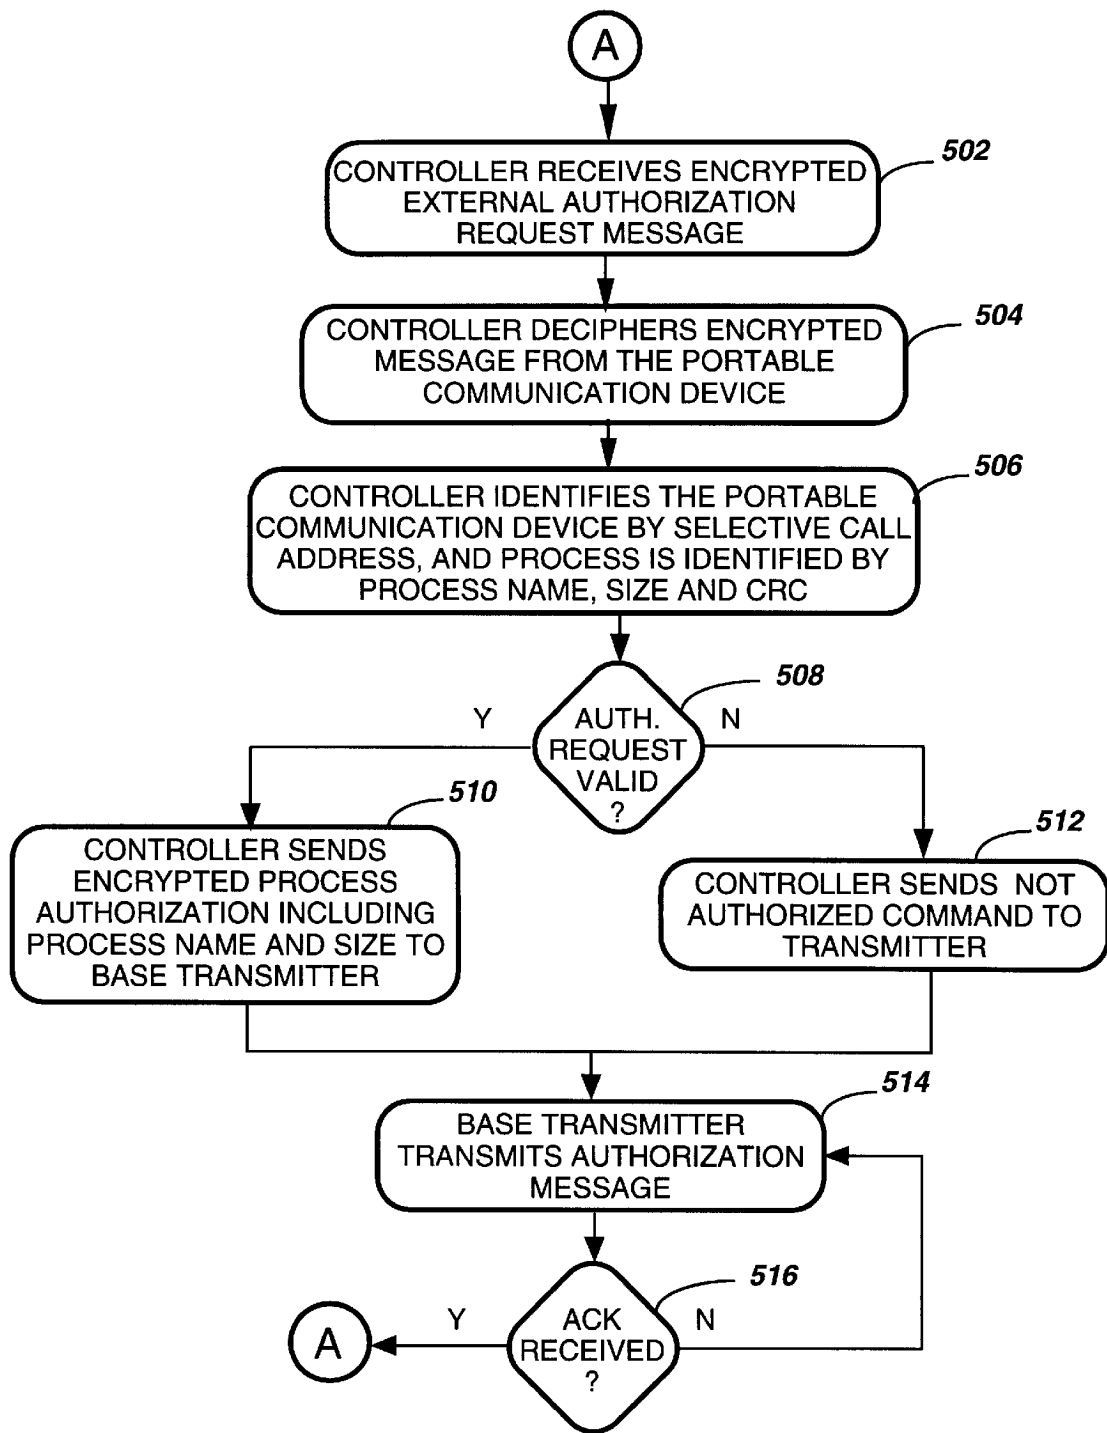 A
502
CONTROLLER RECEIVES ENCRYPTED
EXTERNAL AUTHORIZATION
REQUEST MESSAGE
504
CONTROLLER DECIPHERS ENCRYPTED
MESSAGE FROM THE PORTABLE
COMMUNICATION DEVICE
506
CONTROLLER IDENTIFIES THE PORTABLE
COMMUNICATION DEVICE BY SELECTIVE CALL
ADDRESS, AND PROCESS IS IDENTIFIED BY
PROCESS NAME, SIZE AND CRC
508
Y
N
AUTH.
REQUEST
VALID
?
510
CONTROLLER SENDS
ENCRYPTED PROCESS
AUTHORIZATION INCLUDING
PROCESS NAME AND SIZE TO
BASE TRANSMITTER
512
CONTROLLER SENDS NOT
AUTHORIZED COMMAND TO
TRANSMITTER
514
BASE TRANSMITTER
TRANSMITS AUTHORIZATION
MESSAGE
516
Y
N
ACK
RECEIVED
?
A